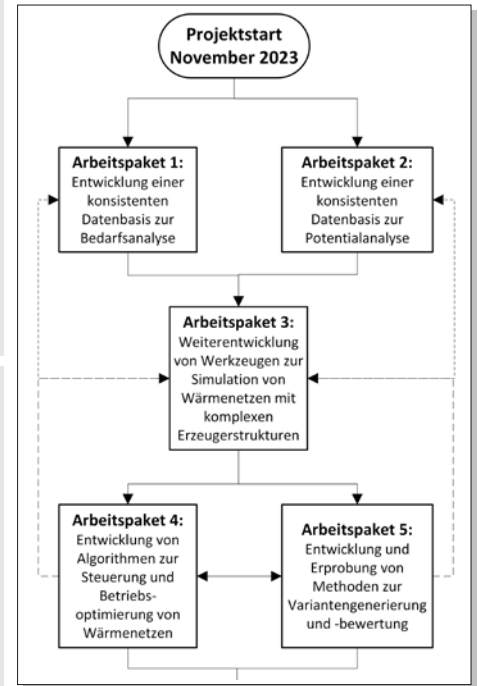 Projektstart
November 2023
Arbeitspaket 1:
Entwicklung einer
konsistenten
Datenbasis zur
Bedarfsanalyse
Arbeitspaket 2:
Entwicklung einer
konsistenten
Datenbasis zur
Potentialanalyse
Arbeitspaket 3:
Weiterentwicklung
von Werkzeugen zur
Simulation von
Wärmenetzen mit
komplexen
Erzeugerstrukturen
Arbeitspaket 4:
Entwicklung von
Algorithmen zur
Steuerung und
Betriebs-
optimierung von
Wärmenetzen
Arbeitspaket 5:
Entwicklung und
Erprobung von
Methoden zur
Variantengenerierung
und -bewertung